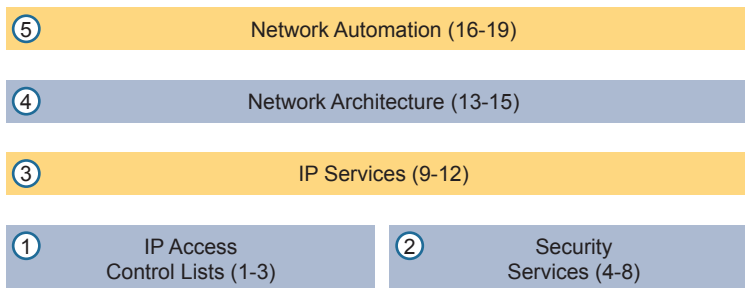 5 Network Automation (16-19)
4 Network Architecture (13-15)
3 IP Services (9-12)
1 IP Access
Control Lists (1-3)
2 Security
Services (4-8)